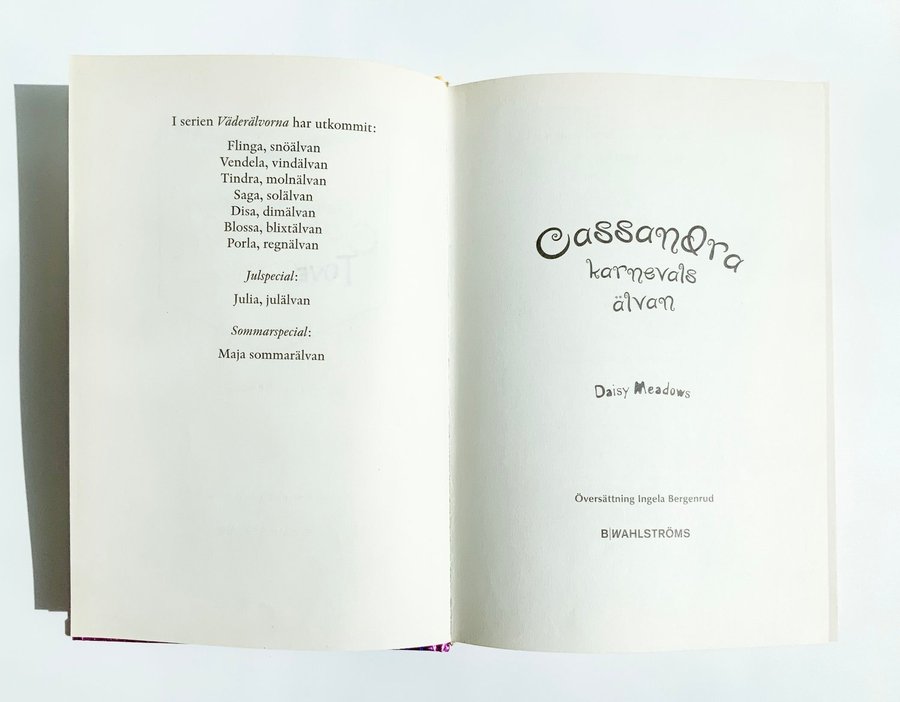 I serien Väderälvorna har utkommit:
Flinga, snöälvan
Vendela, vindälvan
Tindra, molnälvan
Saga, solälvan
Disa, dimälvan
Blossa, blixtälvan
Porla, regnälvan
Julspecial:
Julia, julälvan
Sommarspecial:
Maja sommarälvan
Cassandra
karnevals
älvan
Daisy Meadows
Översättning Ingela Bergenrud
B|WAHLSTRÖMS